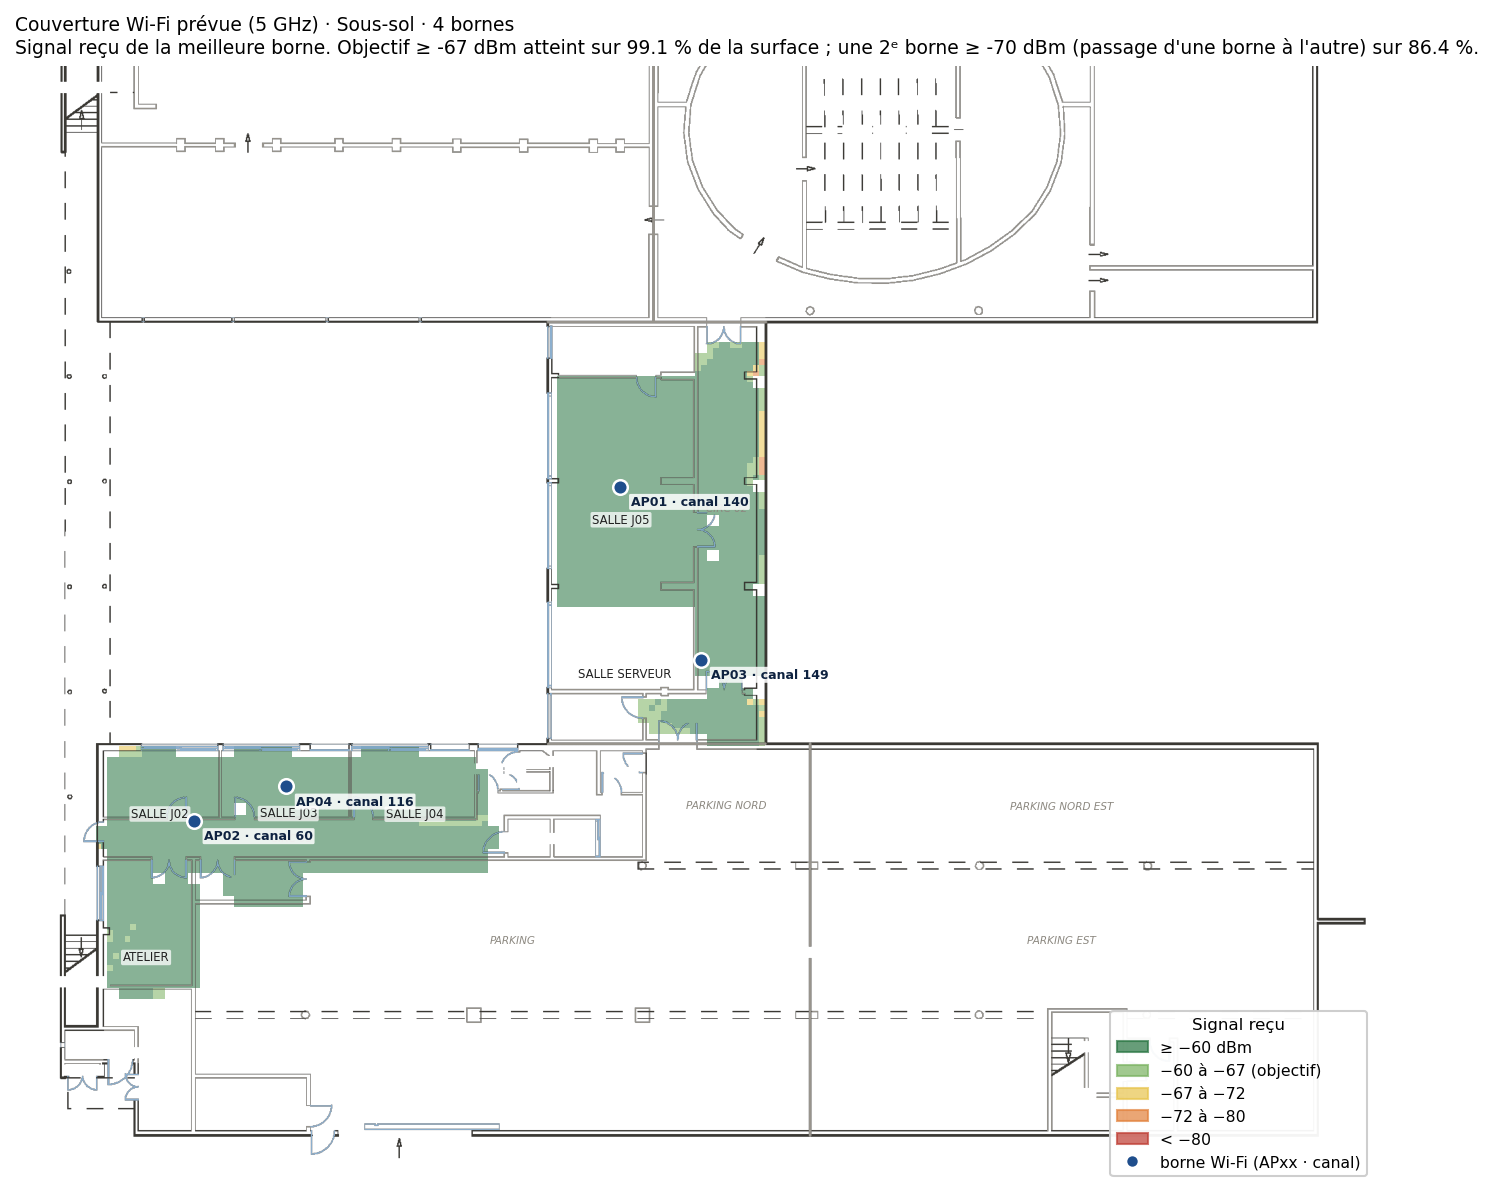 Couverture Wi-Fi prévue (5 GHz) · Sous-sol · 4 bornes
Signal reçu de la meilleure borne. Objectif ≥ -67 dBm atteint sur 99.1 % de la surface ; une 2ᵉ borne ≥ -70 dBm (passage d'une borne à l'autre) sur 86.4 %.
AP01 · canal 140
SALLE J05
SALLE SERVEUR
AP03 · canal 149
AP04 · canal 116
SALLE J02
SALLE J03
SALLE J04
AP02 · canal 60
PARKING NORD
PARKING NORD EST
PARKING
PARKING EST
ATELIER
Signal reçu
≥ −60 dBm
−60 à −67 (objectif)
−67 à −72
−72 à −80
< −80
borne Wi-Fi (APxx · canal)